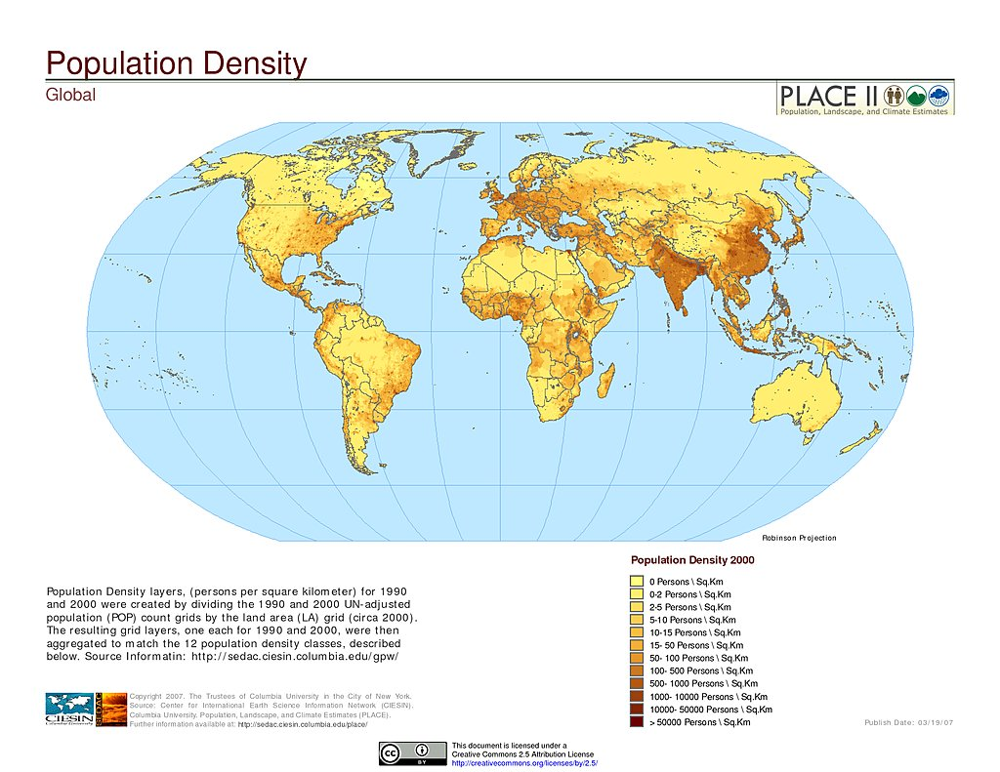 Population Density
Global
PLACE II
Population, Landscape, and Climate Estimates
Robinson Projection
Population Density 2000
0 Persons \ Sq.Km
0-2 Persons \ Sq.Km
2-5 Persons \ Sq.Km
5-10 Persons \ Sq.Km
10-15 Persons \ Sq.Km
15- 50 Persons \ Sq.Km
50- 100 Persons \ Sq.Km
100- 500 Persons \ Sq.Km
500- 1000 Persons \ Sq.Km
1000- 10000 Persons \ Sq.Km
10000- 50000 Persons \ Sq.Km
> 50000 Persons \ Sq.Km
Population Density layers, (persons per square kilometer) for 1990
and 2000 were created by dividing the 1990 and 2000 UN-adjusted
population (POP) count grids by the land area (LA) grid (circa 2000).
The resulting grid layers, one each for 1990 and 2000, were then
aggregated to match the 12 population density classes, described
below. Source Informatin: http://sedac.ciesin.columbia.edu/gpw/
CIESIN
Columbia University
SEDAC
Copyright 2007. The Trustees of Columbia University in the City of New York.
Source: Center for International Earth Science Information Network (CIESIN).
Columbia University. Population, Landscape, and Climate Estimates (PLACE).
Further information available at: http://sedac.ciesin.columbia.edu/place/
Publish Date: 03/19/07
cc
BY
This document is licensed under a
Creative Commons 2.5 Attribution License
http://creativecommons.org/licenses/by/2.5/